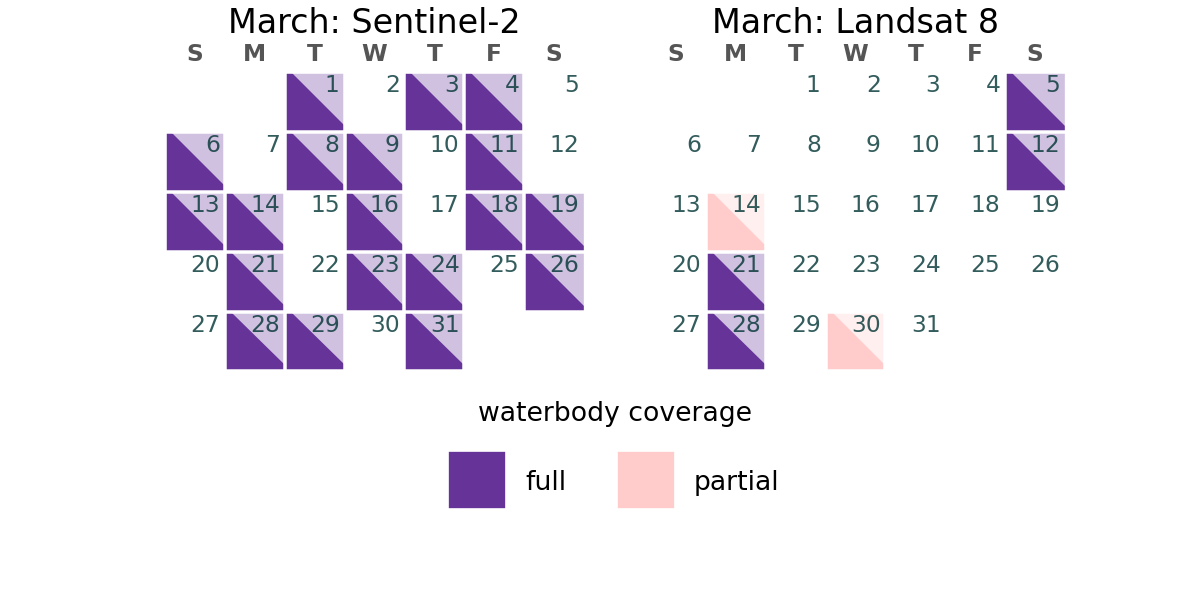 March: Sentinel-2
S M T W T F S
1 2 3 4 5
6 7 8 9 10 11 12
13 14 15 16 17 18 19
20 21 22 23 24 25 26
27 28 29 30 31
March: Landsat 8
S M T W T F S
1 2 3 4 5
6 7 8 9 10 11 12
13 14 15 16 17 18 19
20 21 22 23 24 25 26
27 28 29 30 31
waterbody coverage
full partial